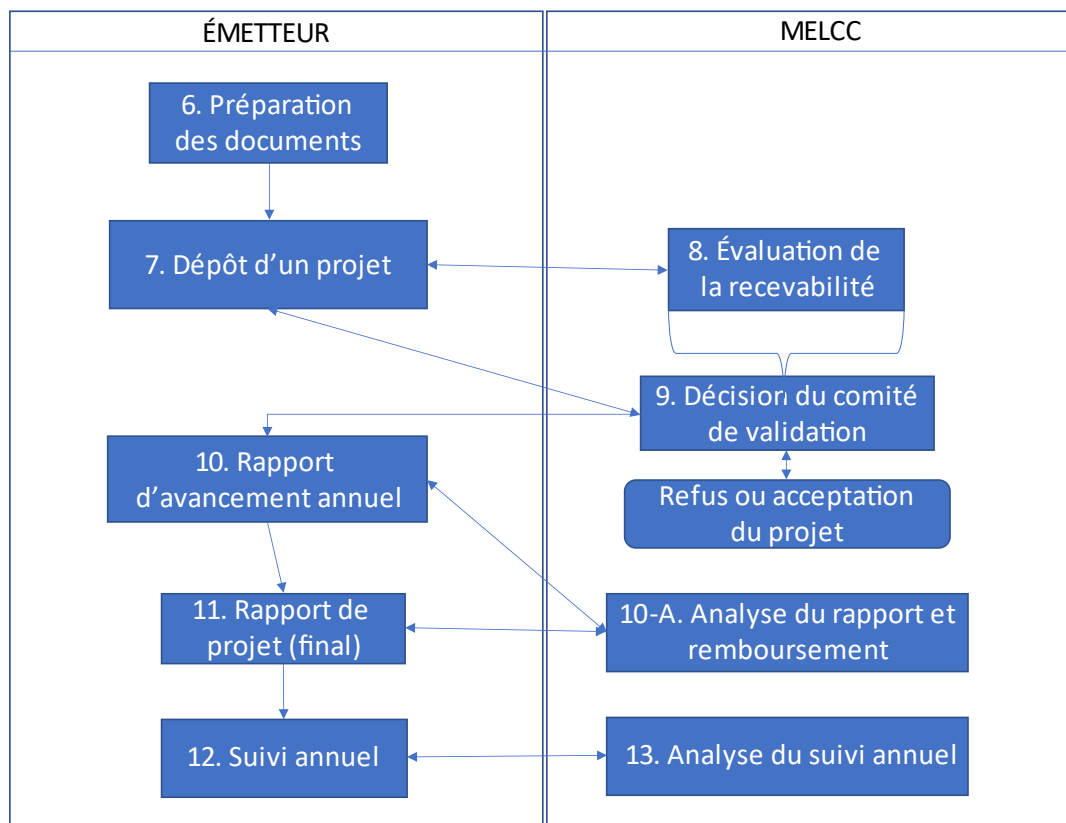 ÉMETTEUR
MELCC
6. Préparation
des documents
7. Dépôt d’un projet
8. Évaluation de
la recevabilité
9. Décision du comité
de validation
10. Rapport
d’avancement annuel
Refus ou acceptation
du projet
11. Rapport de
projet (final)
10-A. Analyse du rapport et
remboursement
12. Suivi annuel
13. Analyse du suivi annuel